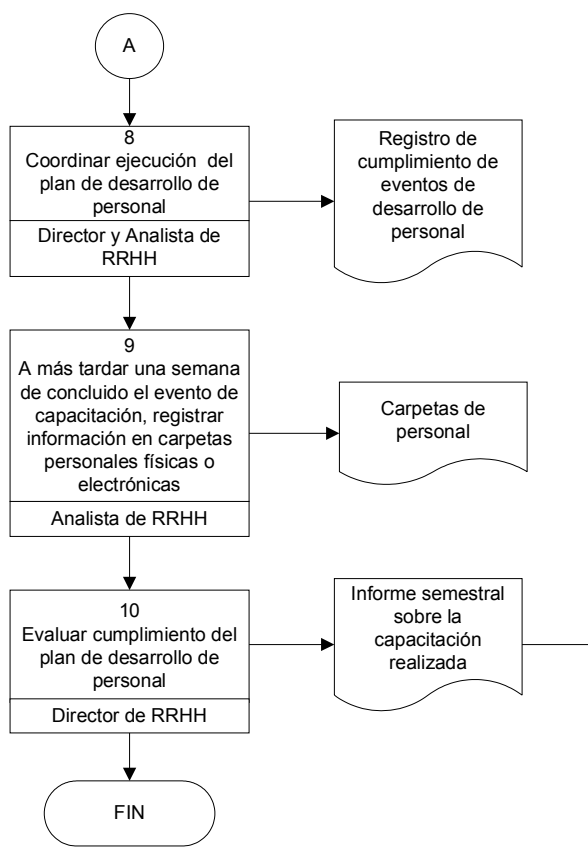 A
8
Coordinar ejecución del
plan de desarrollo de
personal
Director y Analista de
RRHH
Registro de
cumplimiento de
eventos de
desarrollo de
personal
9
A más tardar una semana
de concluido el evento de
capacitación, registrar
información en carpetas
personales físicas o
electrónicas
Analista de RRHH
Carpetas de
personal
10
Evaluar cumplimiento del
plan de desarrollo de
personal
Director de RRHH
Informe semestral
sobre la
capacitación
realizada
FIN